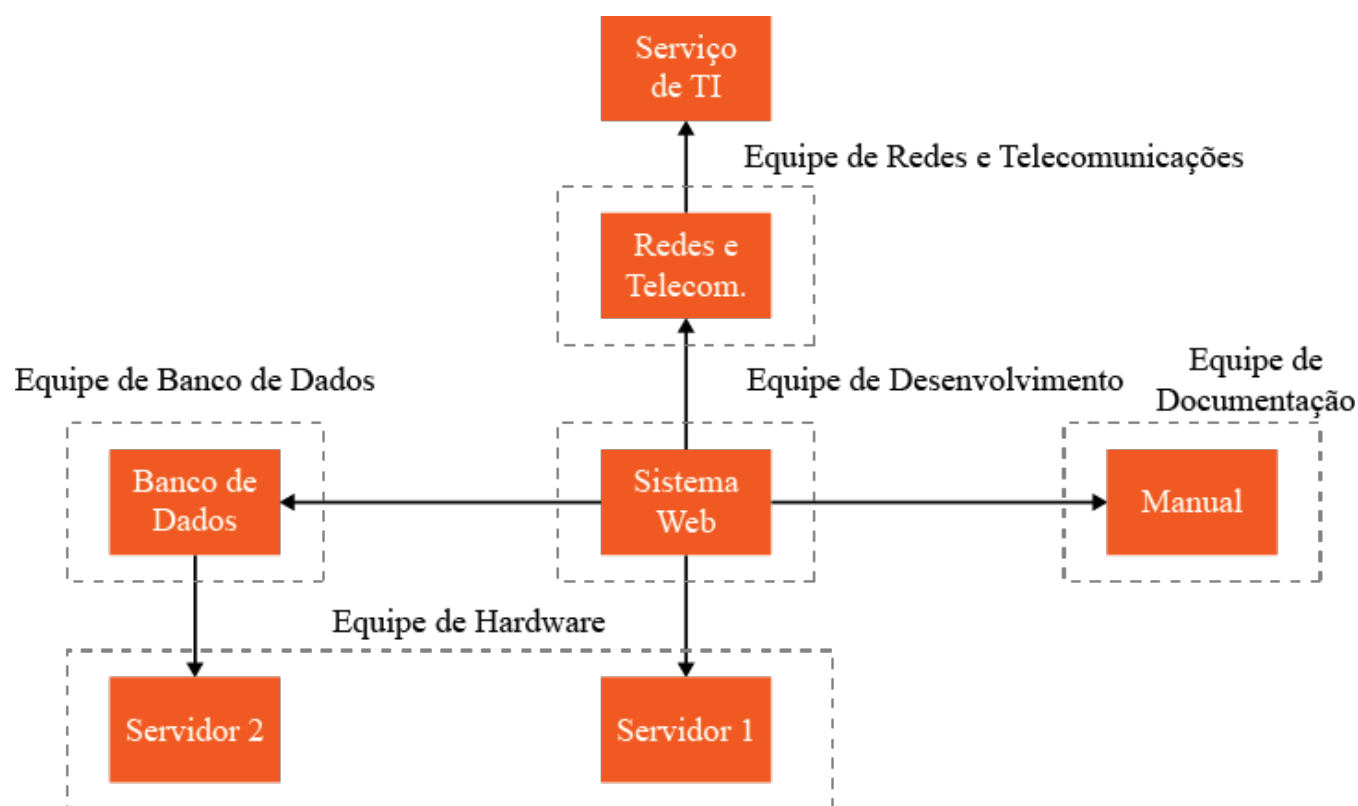 Serviço
de TI
Equipe de Redes e Telecomunicações
Redes e
Telecom.
Equipe de Banco de Dados
Equipe de Desenvolvimento
Equipe de
Documentação
Banco de
Dados
Sistema
Web
Manual
Equipe de Hardware
Servidor 2
Servidor 1